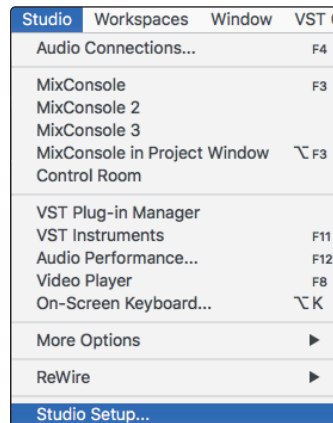 Studio Workspaces Window VST
Audio Connections... F4
MixConsole F3
MixConsole 2
MixConsole 3
MixConsole in Project Window ⌥ F3
Control Room
VST Plug-in Manager
VST Instruments F11
Audio Performance... F12
Video Player F8
On-Screen Keyboard... ⌥ K
More Options ▶
ReWire ▶
Studio Setup...